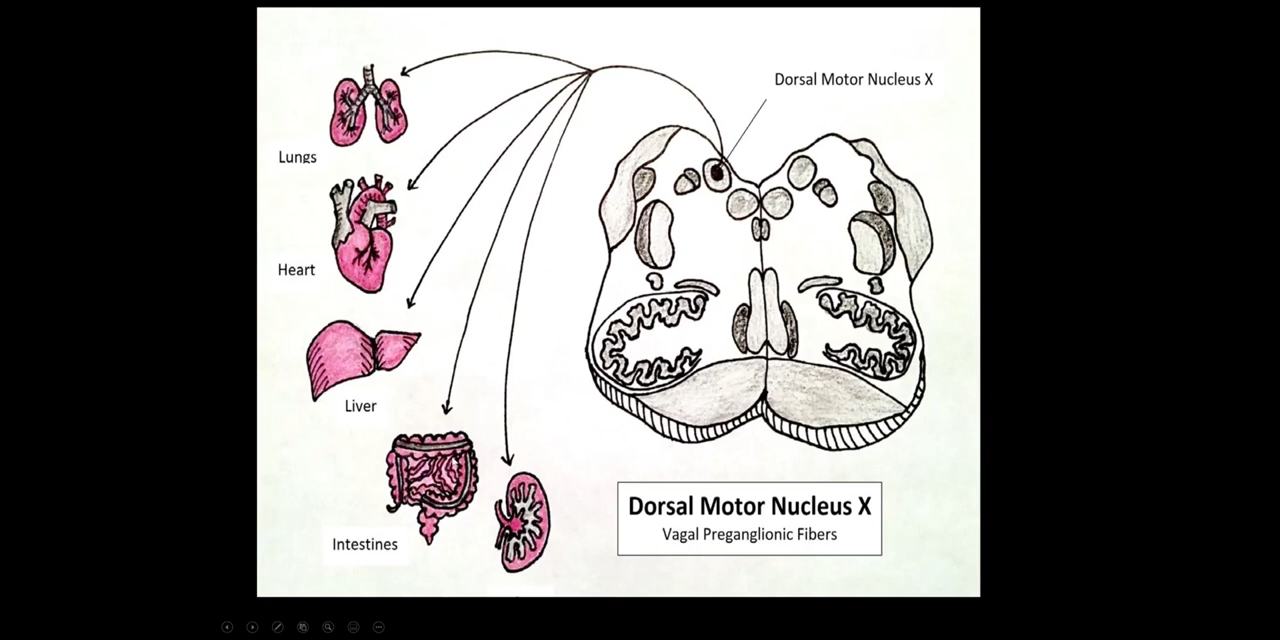 Dorsal Motor Nucleus X
Lungs
Heart
Liver
Intestines
Dorsal Motor Nucleus X
Vagal Preganglionic Fibers